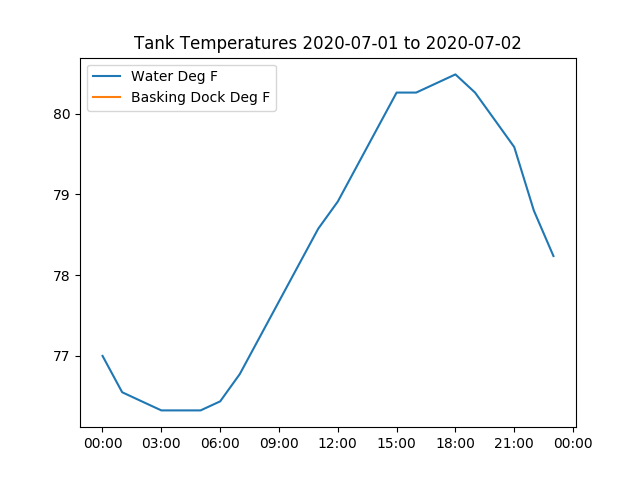 Tank Temperatures 2020-07-01 to 2020-07-02
Water Deg F
Basking Dock Deg F
80
79
78
77
00:00 03:00 06:00 09:00 12:00 15:00 18:00 21:00 00:00